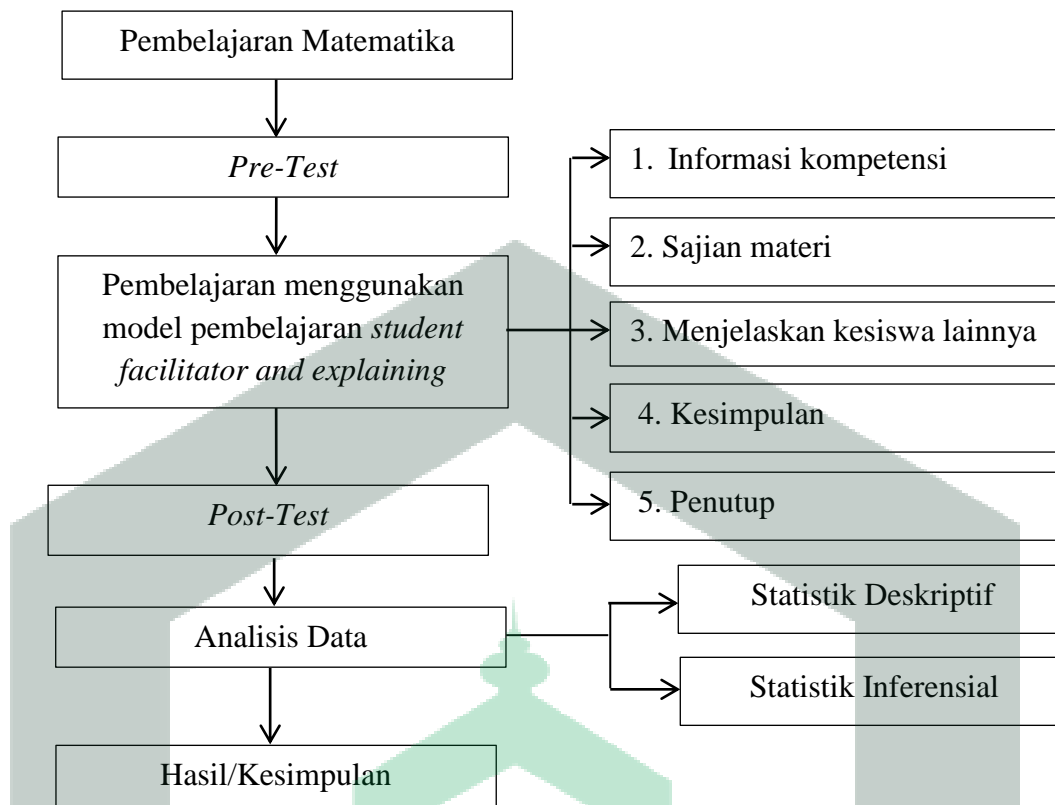 Pembelajaran Matematika
Pre-Test
Pembelajaran menggunakan
model pembelajaran student
facilitator and explaining
1. Informasi kompetensi
2. Sajian materi
3. Menjelaskan kesiswa lainnya
4. Kesimpulan
5. Penutup
Post-Test
Analisis Data
Statistik Deskriptif
Statistik Inferensial
Hasil/Kesimpulan